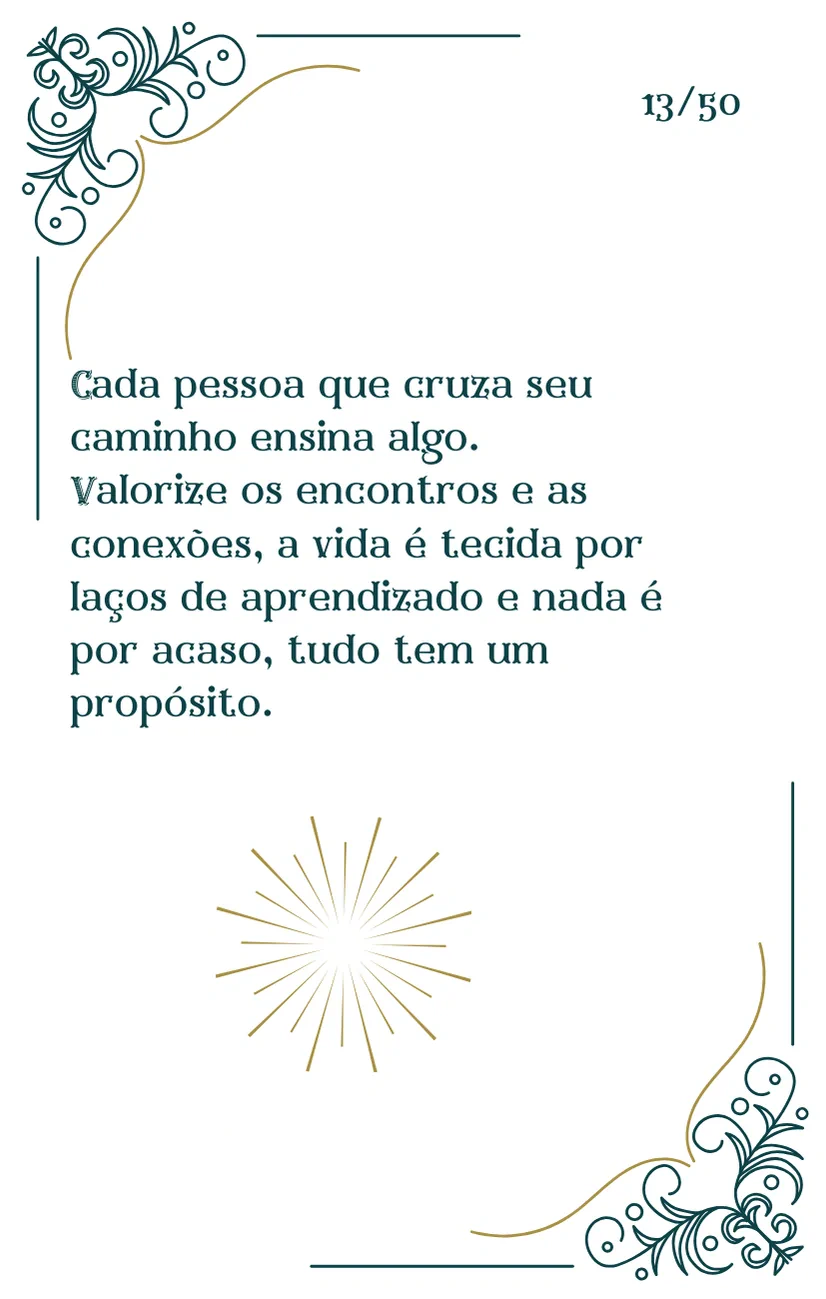 13/50
Cada pessoa que cruza seu
caminho ensina algo.
Valorize os encontros e as
conexões, a vida é tecida por
laços de aprendizado e nada é
por acaso, tudo tem um
propósito.